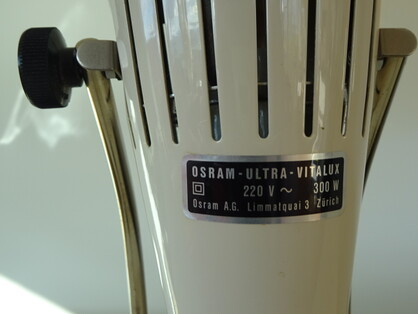 OSRAM-ULTRA-VITALUX
220 V ~ 300 W
Osram A.G. Limmatquai 3 Zürich